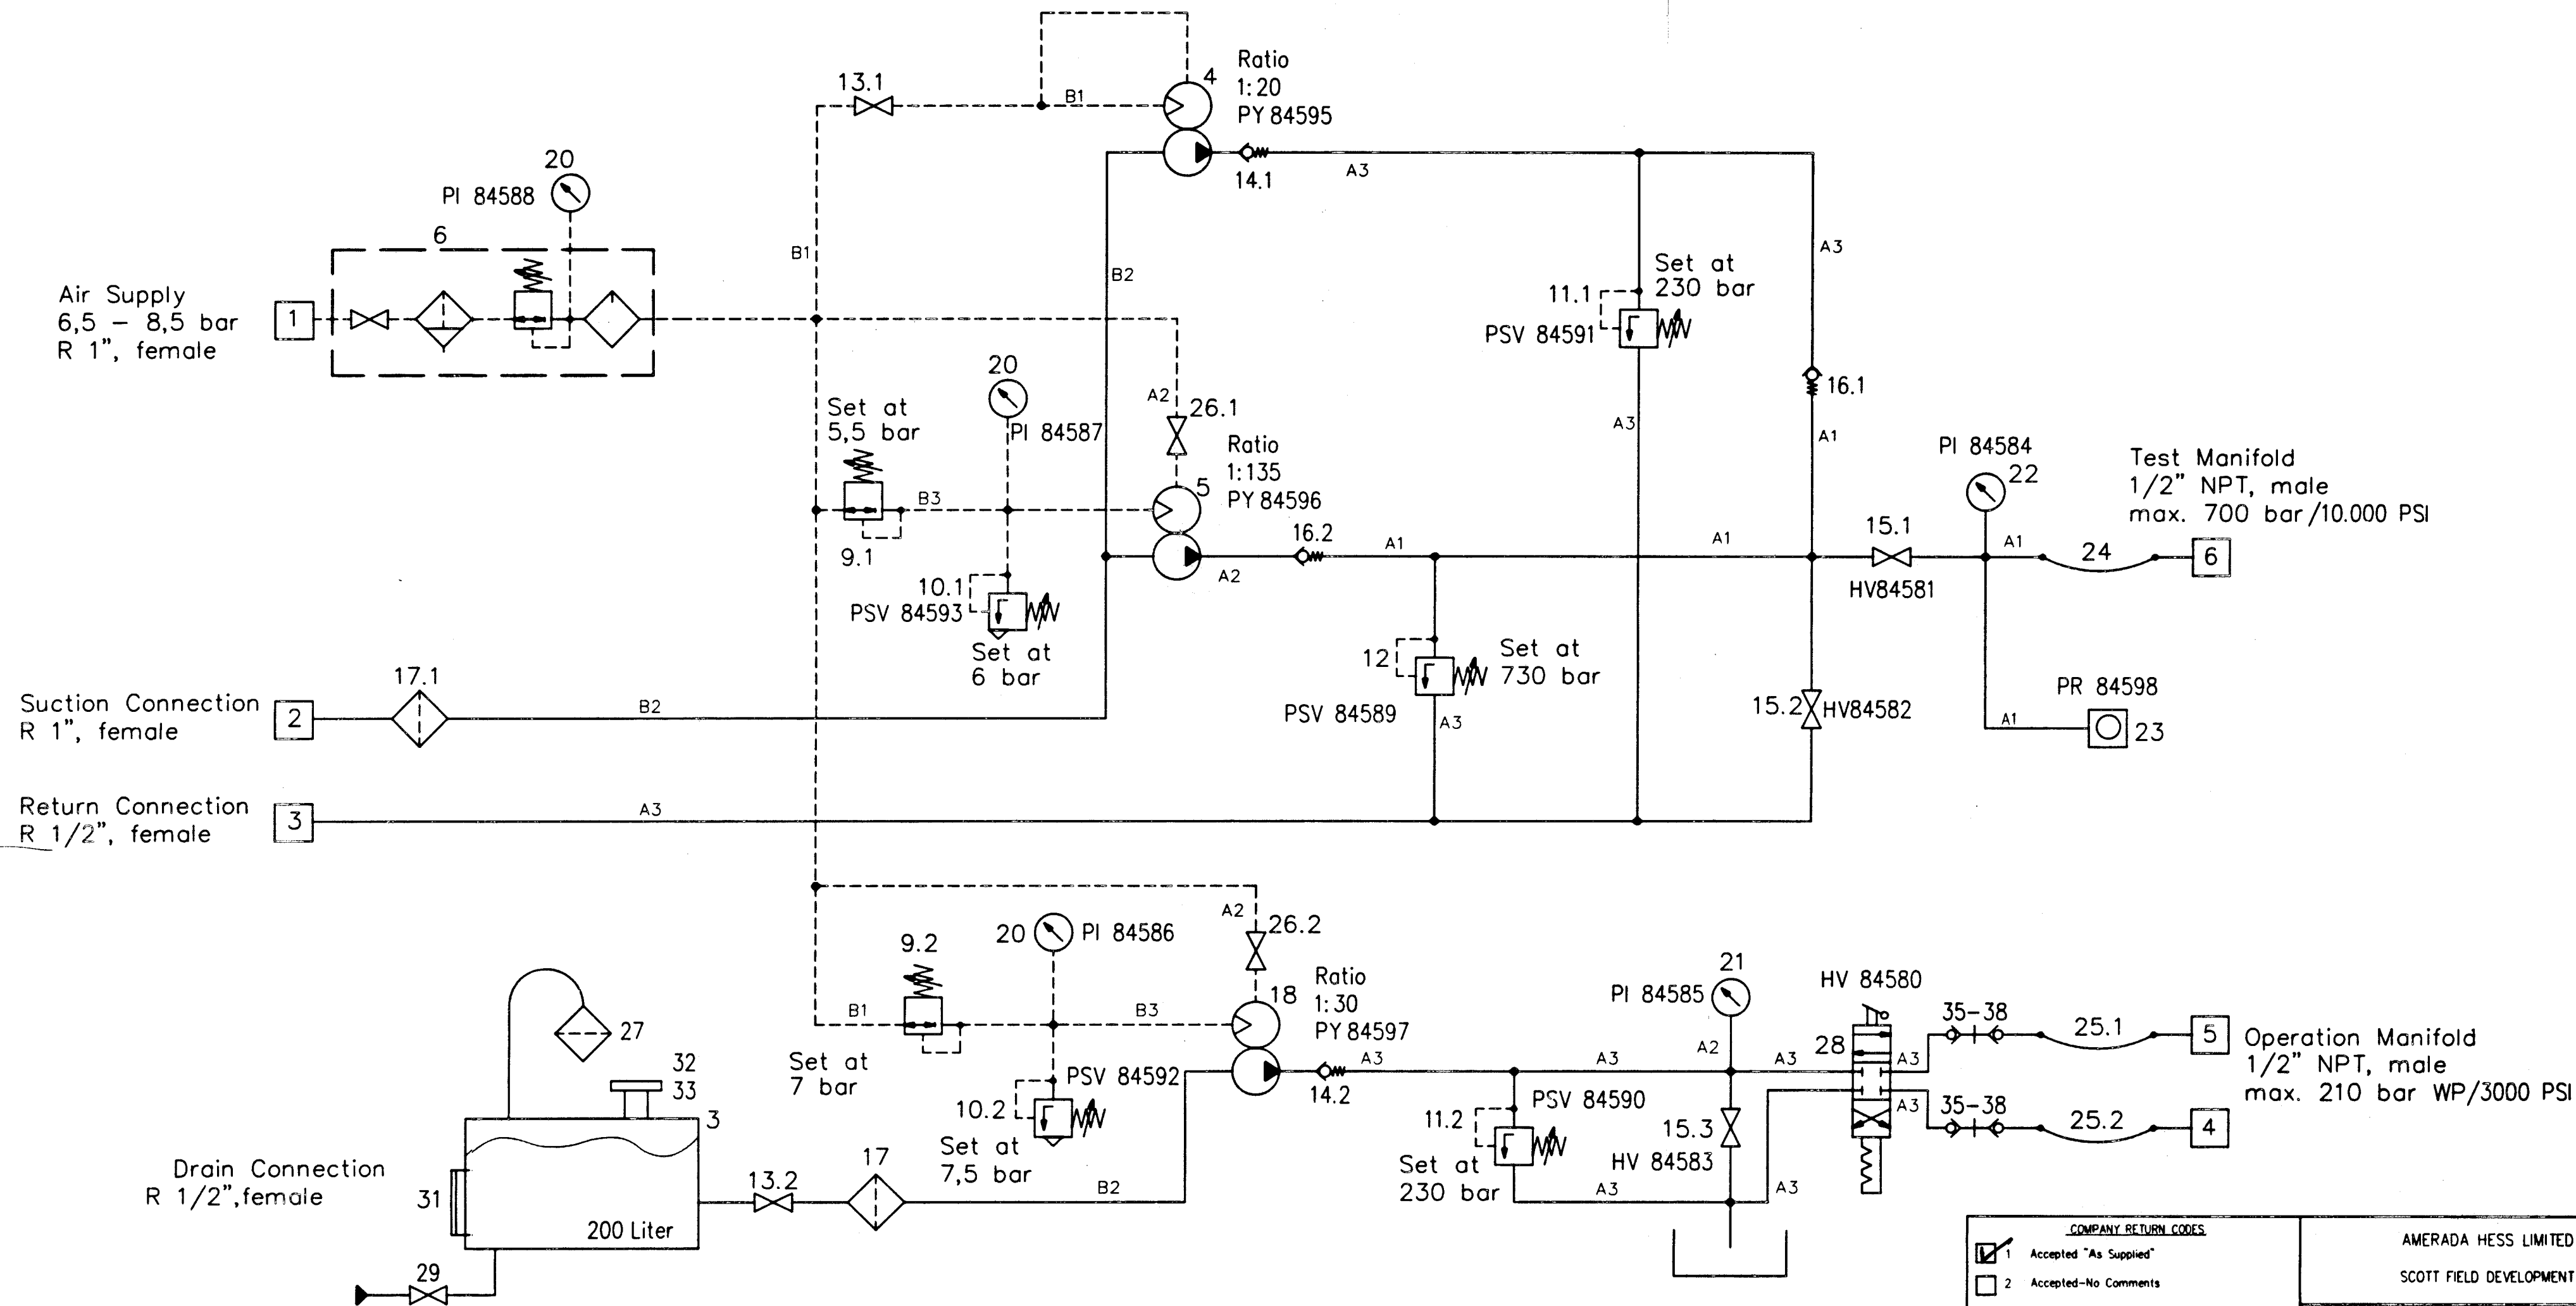 Ratio
1:20
PY 84595
4
13.1
B1
14.1
A3
20
PI 84588
6
B1
B2
A3
Air Supply
6,5 – 8,5 bar
R 1", female
1
Set at
230 bar
11.1
PSV 84591
16.1
A1
A3
20
PI 84587
A2
26.1
Set at
5,5 bar
9.1
B3
Ratio
1:135
PY 84596
5
16.2
A2
A1
A1
10.1
PSV 84593
Set at
6 bar
12
PSV 84589
Set at
730 bar
A3
PI 84584
22
15.1
HV84581
A1
24
6
Test Manifold
1/2" NPT, male
max. 700 bar/10.000 PSI
15.2
HV84582
PR 84598
A1
23
Suction Connection
R 1", female
2
17.1
B2
Return Connection
R 1/2", female
3
A3
A2
26.2
20
PI 84586
9.2
B1
Set at
7 bar
B3
18
Ratio
1:30
PY 84597
14.2
A3
A3
PSV 84592
10.2
Set at
7,5 bar
21
PI 84585
A2
A3
HV 84580
28
A3
A3
35-38
25.1
5
Operation Manifold
1/2" NPT, male
max. 210 bar WP/3000 PSI
35-38
25.2
4
PSV 84590
11.2
Set at
230 bar
15.3
HV 84583
A3
A3
27
32
33
3
Drain Connection
R 1/2",female
31
200 Liter
13.2
17
B2
29
COMPANY RETURN CODES
1 Accepted "As Supplied"
2 Accepted-No Comments
AMERADA HESS LIMITED
SCOTT FIELD DEVELOPMENT